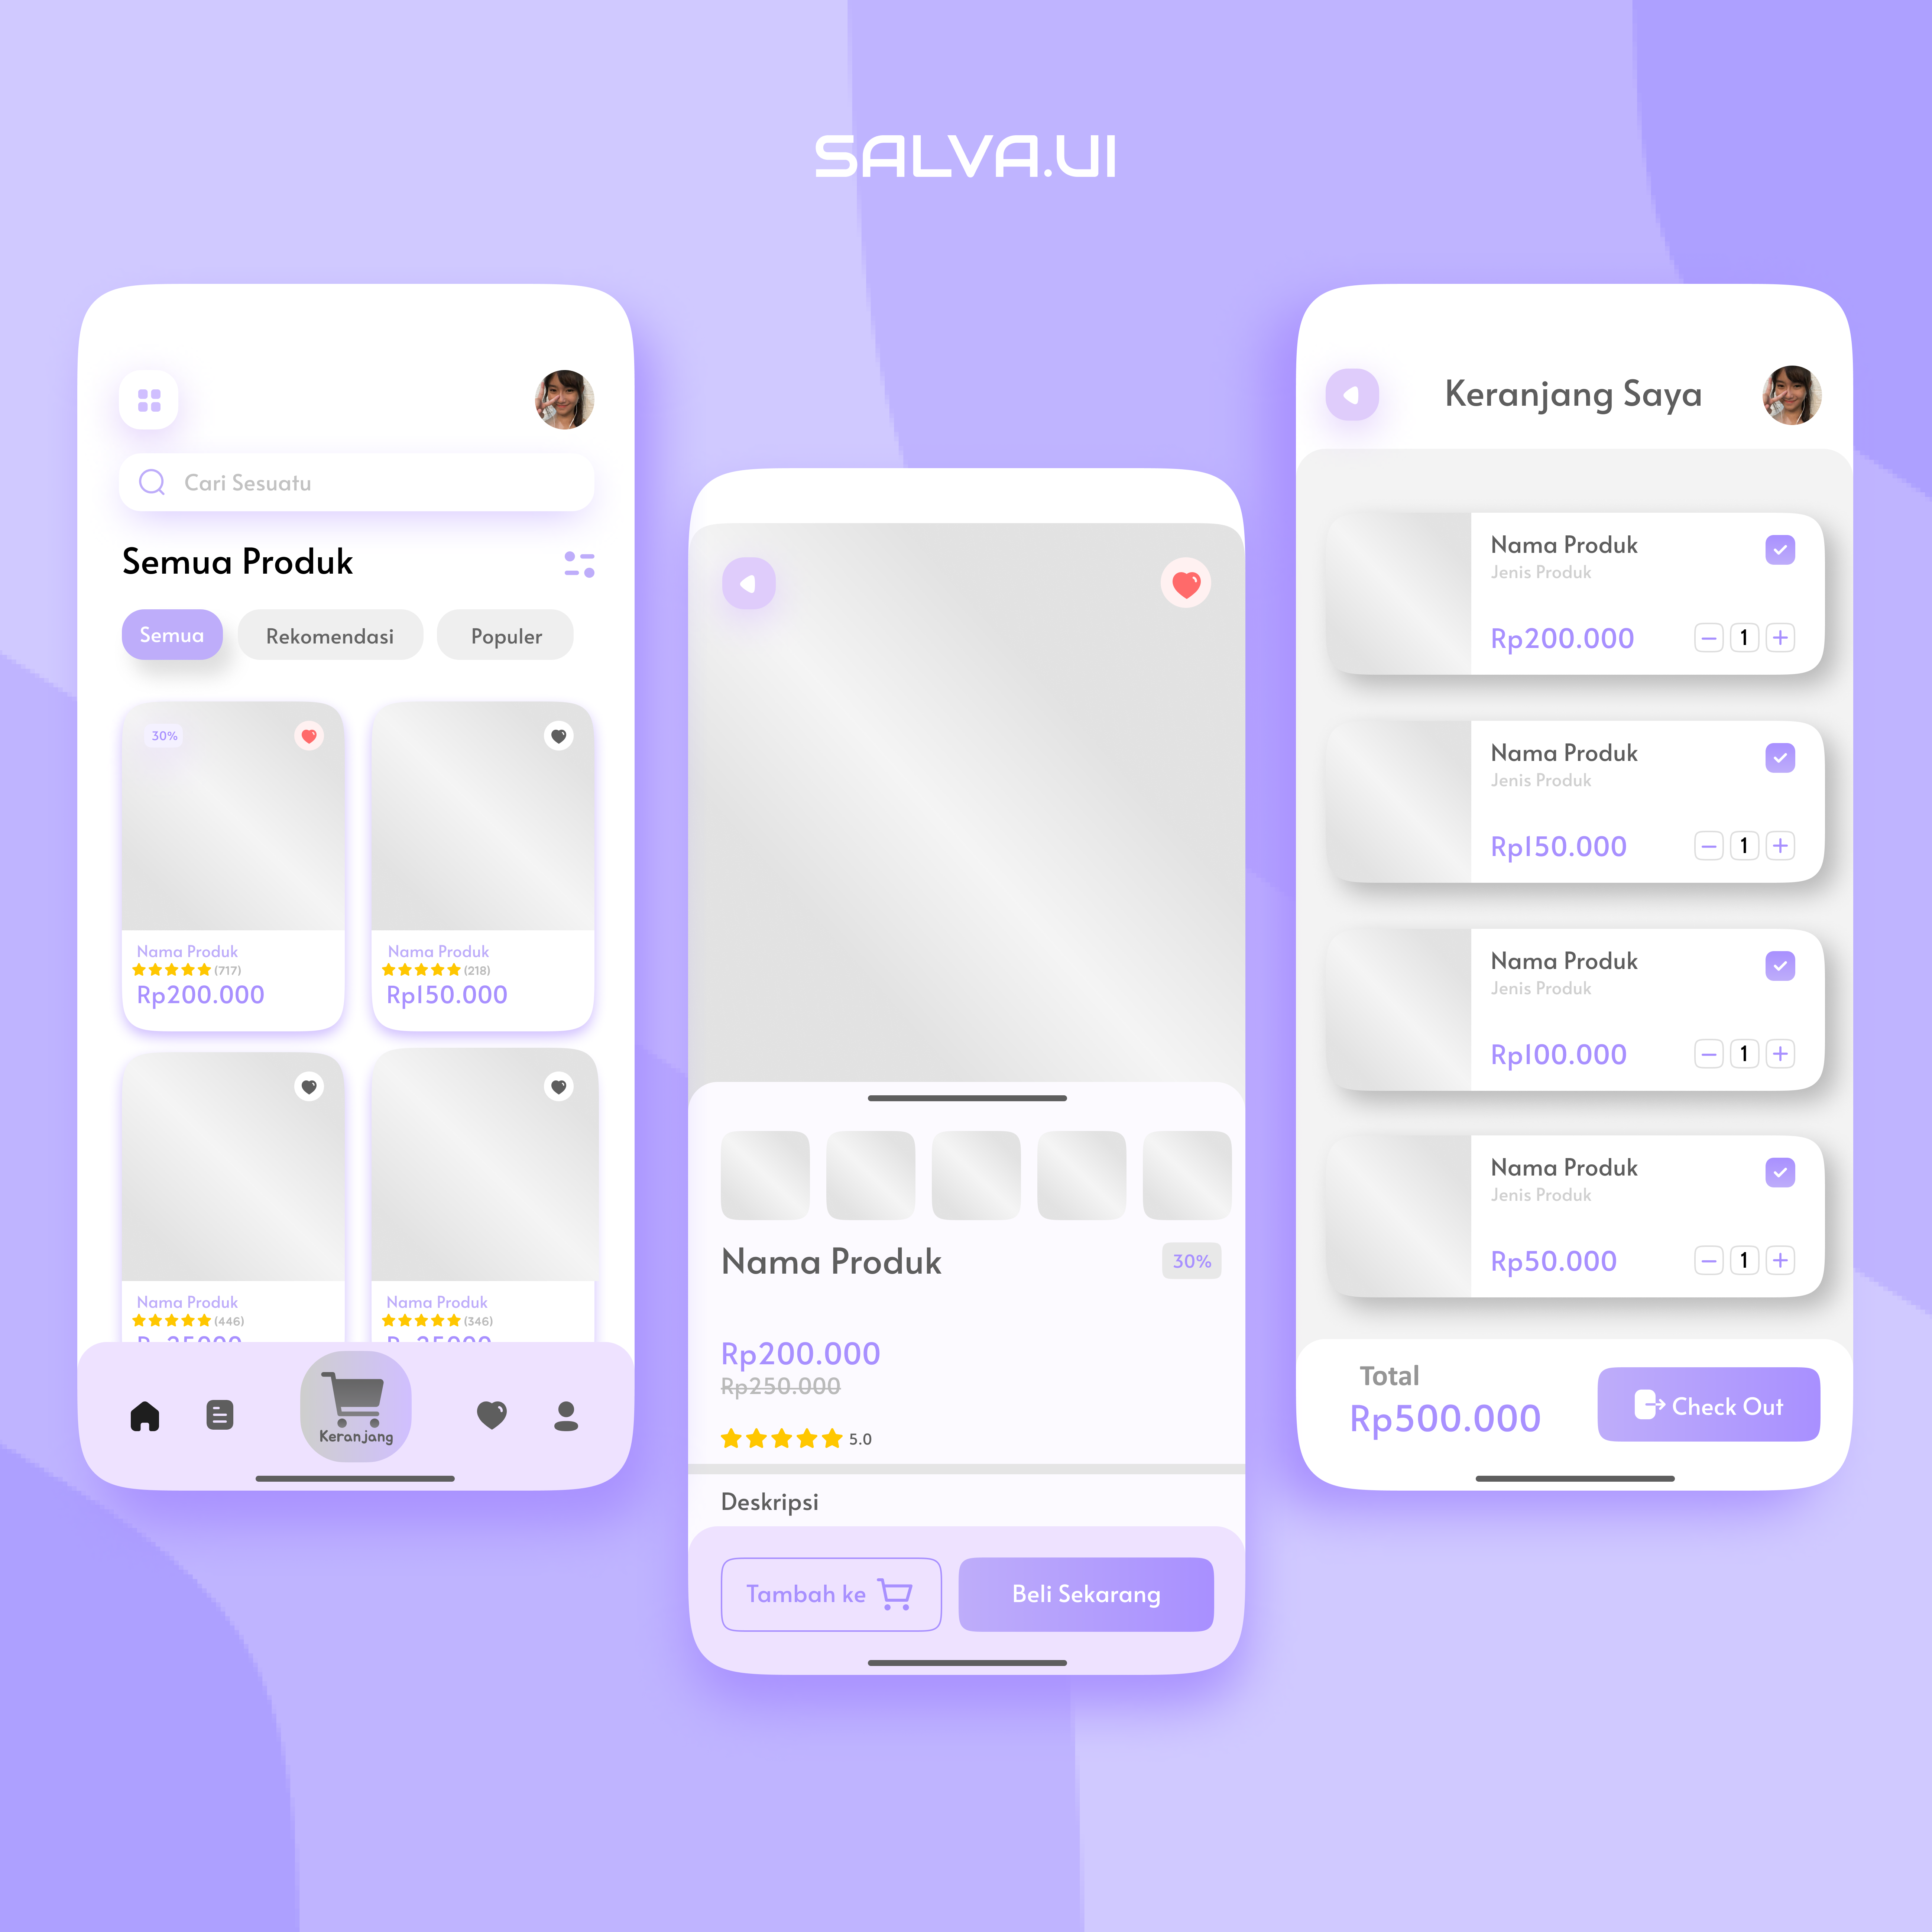 SALVA.UI
Cari Sesuatu
Semua Produk
Semua
Rekomendasi
Populer
30%
Nama Produk
(717)
Rp200.000
Nama Produk
(218)
Rp150.000
Nama Produk
(446)
Nama Produk
(346)
Keranjang
Nama Produk
30%
Rp200.000
Rp250.000
5.0
Deskripsi
Tambah ke
Beli Sekarang
Keranjang Saya
Nama Produk
Jenis Produk
Rp200.000
1
Nama Produk
Jenis Produk
Rp150.000
1
Nama Produk
Jenis Produk
Rp100.000
1
Nama Produk
Jenis Produk
Rp50.000
1
Total
Rp500.000
Check Out